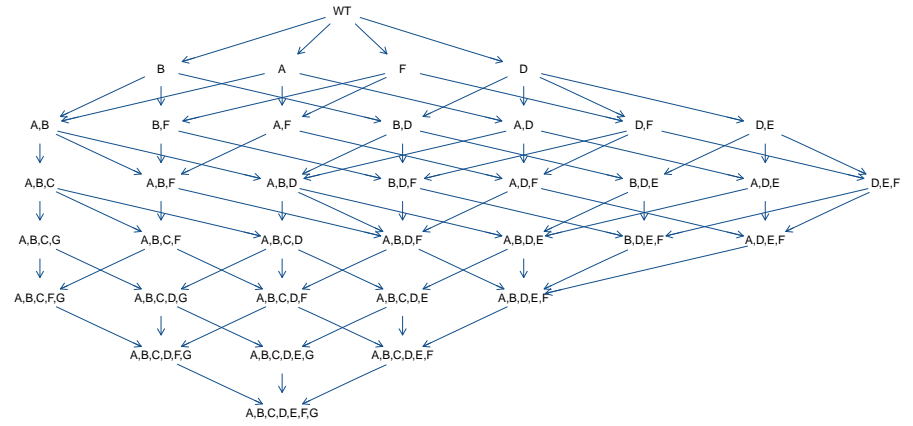 WT
B A F D
A,B B,F A,F B,D A,D D,F D,E
A,B,C A,B,F A,B,D B,D,F A,D,F B,D,E A,D,E D,E,F
A,B,C,G A,B,C,F A,B,C,D A,B,D,F A,B,D,E B,D,E,F A,D,E,F
A,B,C,F,G A,B,C,D,G A,B,C,D,F A,B,C,D,E A,B,D,E,F
A,B,C,D,F,G A,B,C,D,E,G A,B,C,D,E,F
A,B,C,D,E,F,G